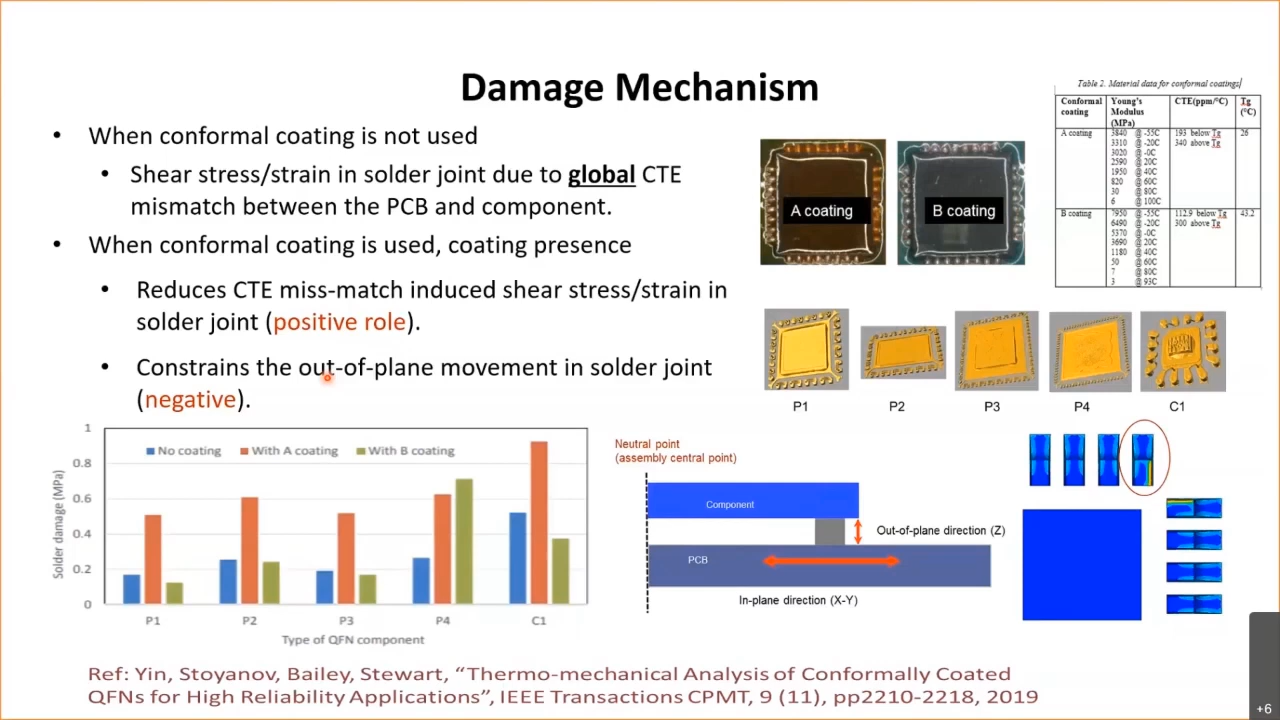 Damage Mechanism
• When conformal coating is not used
• Shear stress/strain in solder joint due to global CTE
mismatch between the PCB and component.
• When conformal coating is used, coating presence
• Reduces CTE miss-match induced shear stress/strain in
solder joint (positive role).
• Constrains the out-of-plane movement in solder joint
(negative).
Table 2. Material data for conformal coatings
Conformal coating Young's Modulus (MPa) CTE(ppm/°C) Tg (°C)
A coating 3840 @ -55C 193 below Tg 26
3310 @ -20C 340 above Tg
3020 @ -0C
2590 @ 20C
1950 @ 40C
820 @ 60C
30 @ 80C
6 @ 100C
B coating 7950 @ -55C 112.9 below Tg 43.2
6490 @ -20C 300 above Tg
5370 @ -0C
3690 @ 20C
1180 @ 40C
50 @ 60C
7 @ 80C
3 @ 93C
A coating
B coating
P1 P2 P3 P4 C1
No coating With A coating With B coating
Solder damage (MPa)
1
0.8
0.6
0.4
0.2
0
P1 P2 P3 P4 C1
Type of QFN component
Neutral point
(assembly central point)
Component
Out-of-plane direction (Z)
PCB
In-plane direction (X-Y)
Ref: Yin, Stoyanov, Bailey, Stewart, “Thermo-mechanical Analysis of Conformally Coated
QFNs for High Reliability Applications”, IEEE Transactions CPMT, 9 (11), pp2210-2218, 2019
+6